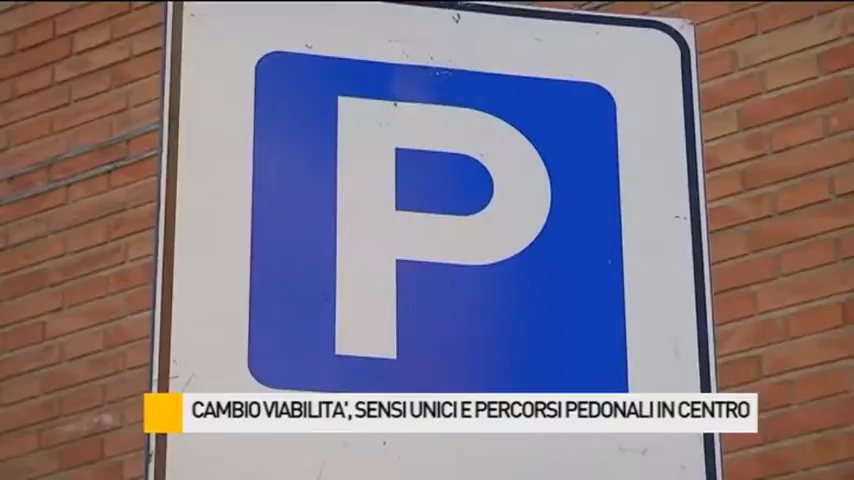 P
CAMBIO VIABILITA', SENSI UNICI E PERCORSI PEDONALI IN CENTRO